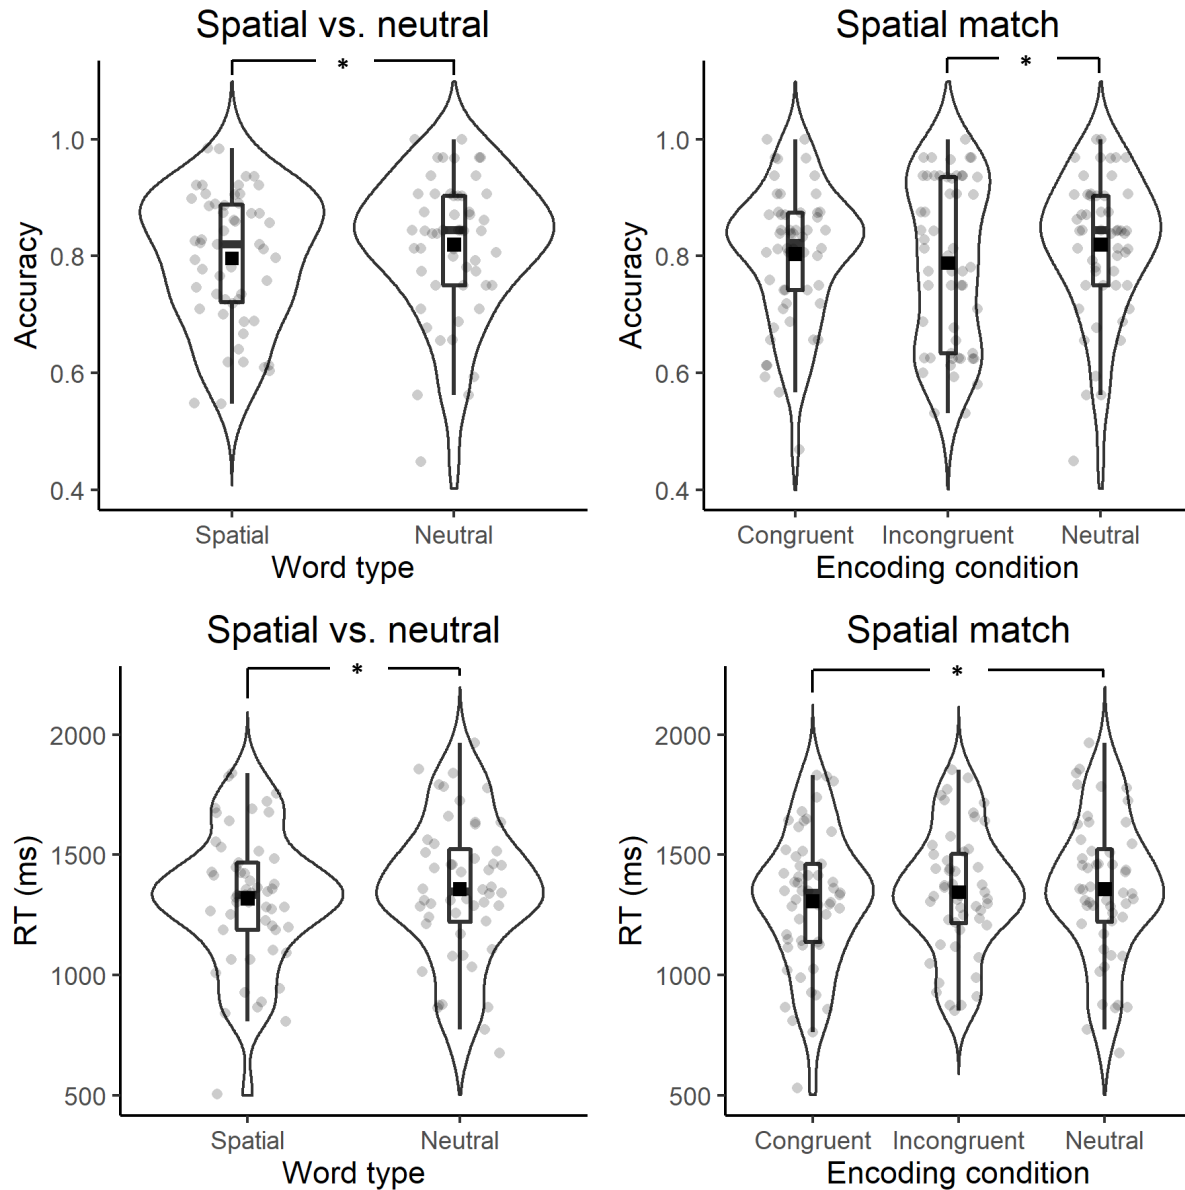 Spatial vs. neutral
*
Accuracy
1.0
0.8
0.6
0.4
Spatial Neutral
Word type
Spatial match
*
Accuracy
1.0
0.8
0.6
0.4
Congruent Incongruent Neutral
Encoding condition
Spatial vs. neutral
*
RT (ms)
2000
1500
1000
500
Spatial Neutral
Word type
Spatial match
*
RT (ms)
2000
1500
1000
500
Congruent Incongruent Neutral
Encoding condition